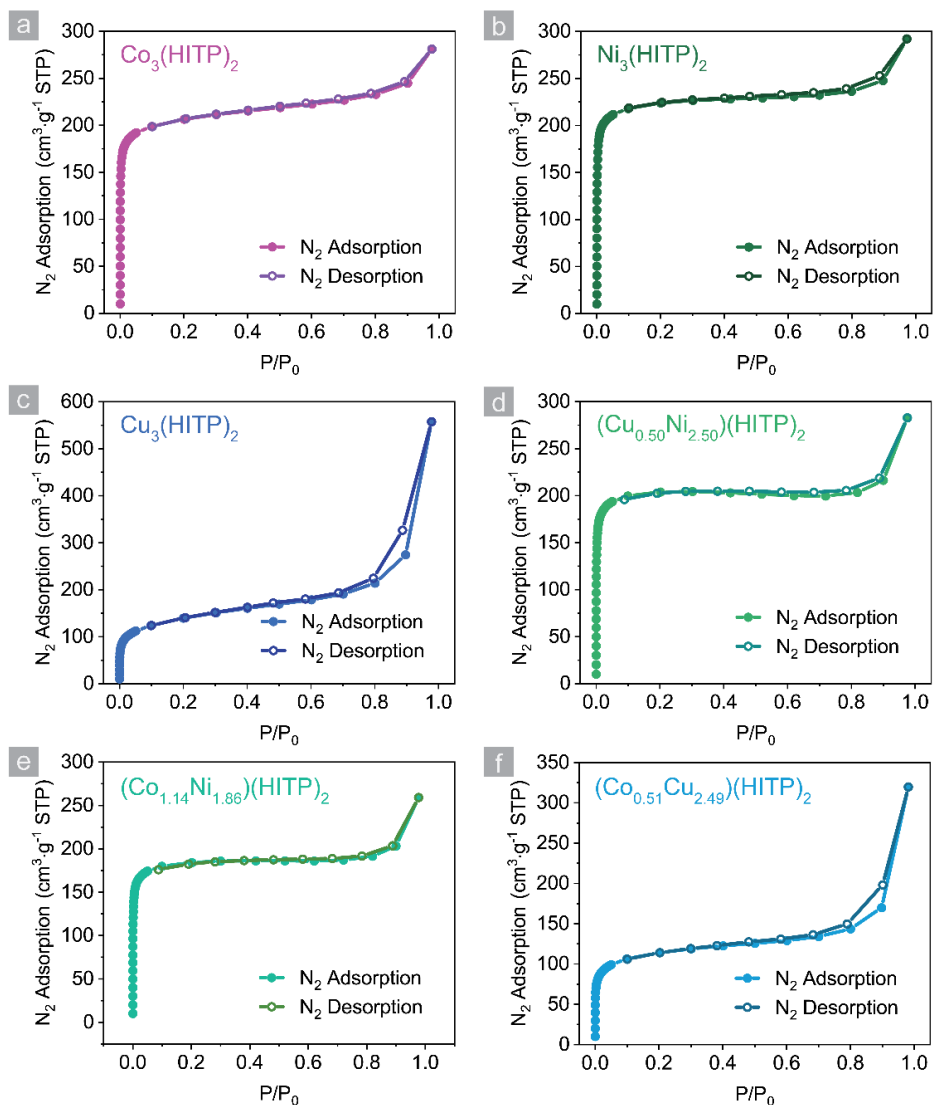 a
Co3(HITP)2
N2 Adsorption (cm3·g-1 STP)
300
250
200
150
100
50
0
N2 Adsorption
N2 Desorption
0.0 0.2 0.4 0.6 0.8 1.0
P/P0
b
Ni3(HITP)2
N2 Adsorption (cm3·g-1 STP)
300
250
200
150
100
50
0
N2 Adsorption
N2 Desorption
0.0 0.2 0.4 0.6 0.8 1.0
P/P0
c
Cu3(HITP)2
N2 Adsorption (cm3·g-1 STP)
600
500
400
300
200
100
0
N2 Adsorption
N2 Desorption
0.0 0.2 0.4 0.6 0.8 1.0
P/P0
d
(Cu0.50Ni2.50)(HITP)2
N2 Adsorption (cm3·g-1 STP)
300
250
200
150
100
50
0
N2 Adsorption
N2 Desorption
0.0 0.2 0.4 0.6 0.8 1.0
P/P0
e
(Co1.14Ni1.86)(HITP)2
N2 Adsorption (cm3·g-1 STP)
300
250
200
150
100
50
0
N2 Adsorption
N2 Desorption
0.0 0.2 0.4 0.6 0.8 1.0
P/P0
f
(Co0.51Cu2.49)(HITP)2
N2 Adsorption (cm3·g-1 STP)
350
300
250
200
150
100
50
0
N2 Adsorption
N2 Desorption
0.0 0.2 0.4 0.6 0.8 1.0
P/P0